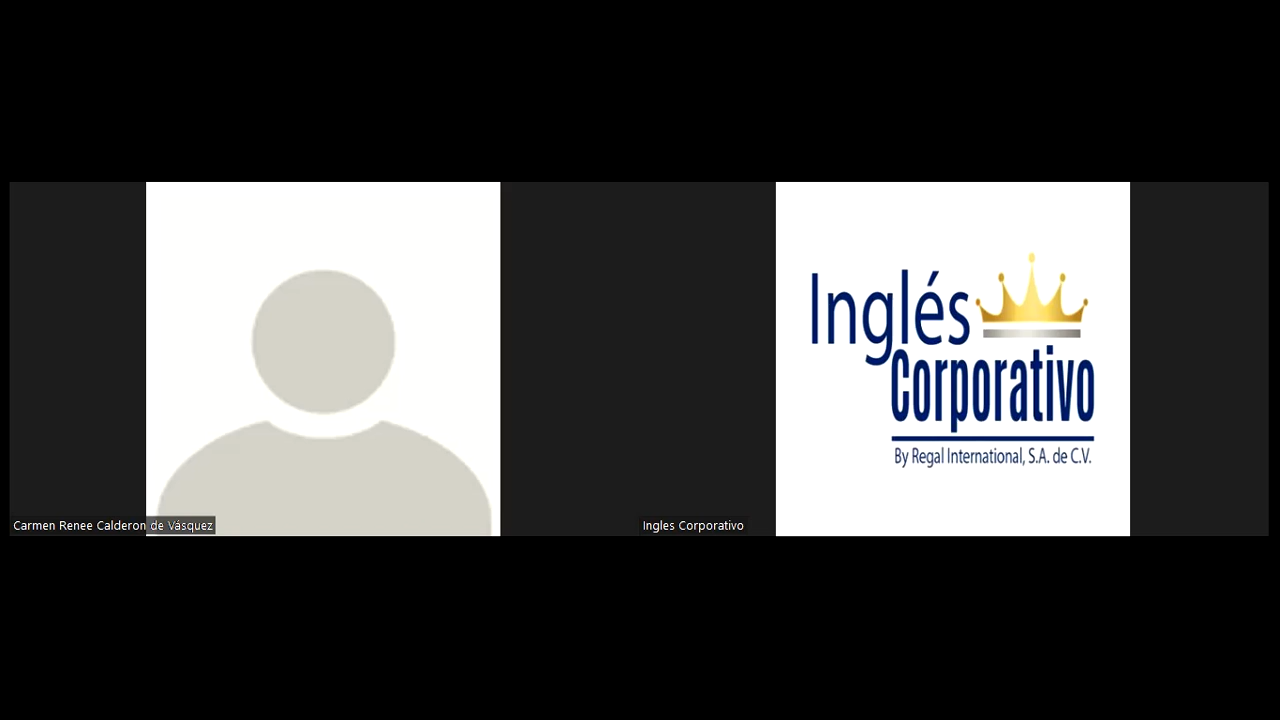 Inglés
Corporativo
By Regal International, S.A. de C.V.
Carmen Renee Calderon de Vásquez
Ingles Corporativo